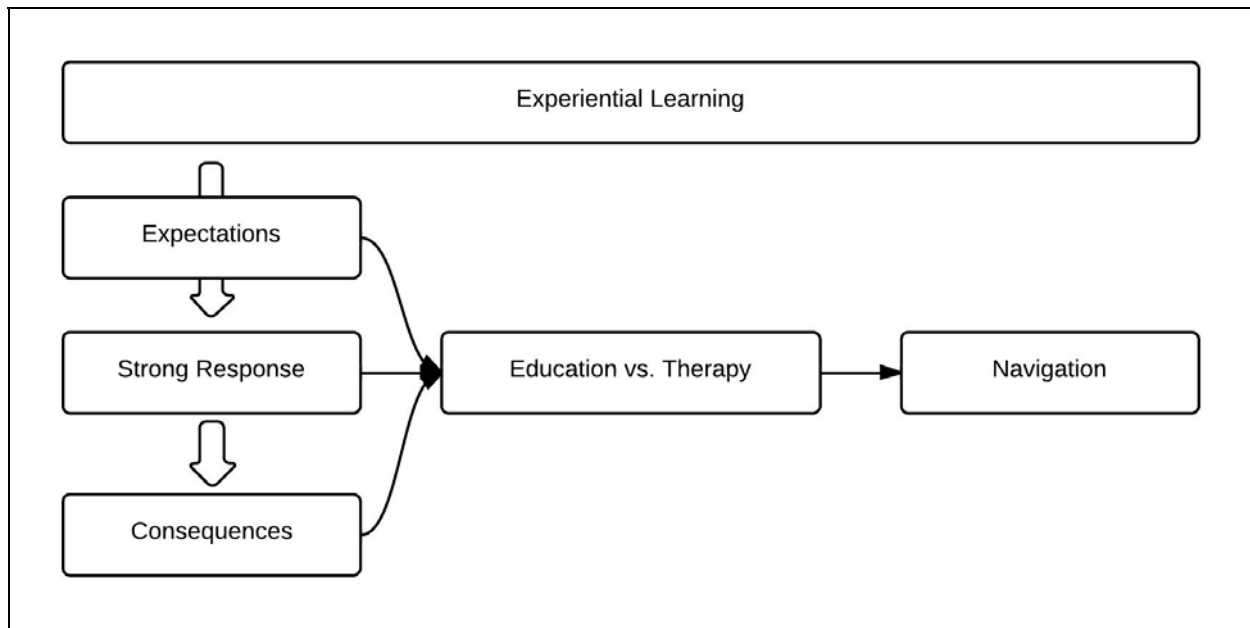 Experiential Learning
Expectations
Strong Response
Education vs. Therapy
Navigation
Consequences